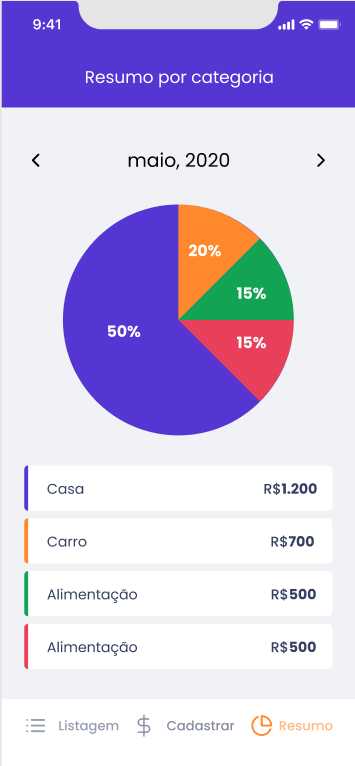 9:41
Resumo por categoria
maio, 2020
20%
15%
50%
15%
Casa R$1.200
Carro R$700
Alimentação R$500
Alimentação R$500
Listagem Cadastrar Resumo